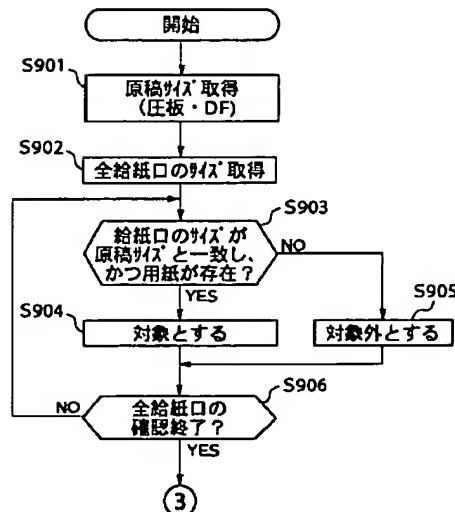 開始
S901
原稿サイズ取得
(圧板・DF)
S902
全給紙口のサイズ取得
S903
給紙口のサイズが
原稿サイズと一致し、
かつ用紙が存在?
NO
YES
S904
対象とする
S905
対象外とする
S906
全給紙口の
確認終了?
NO
YES
3